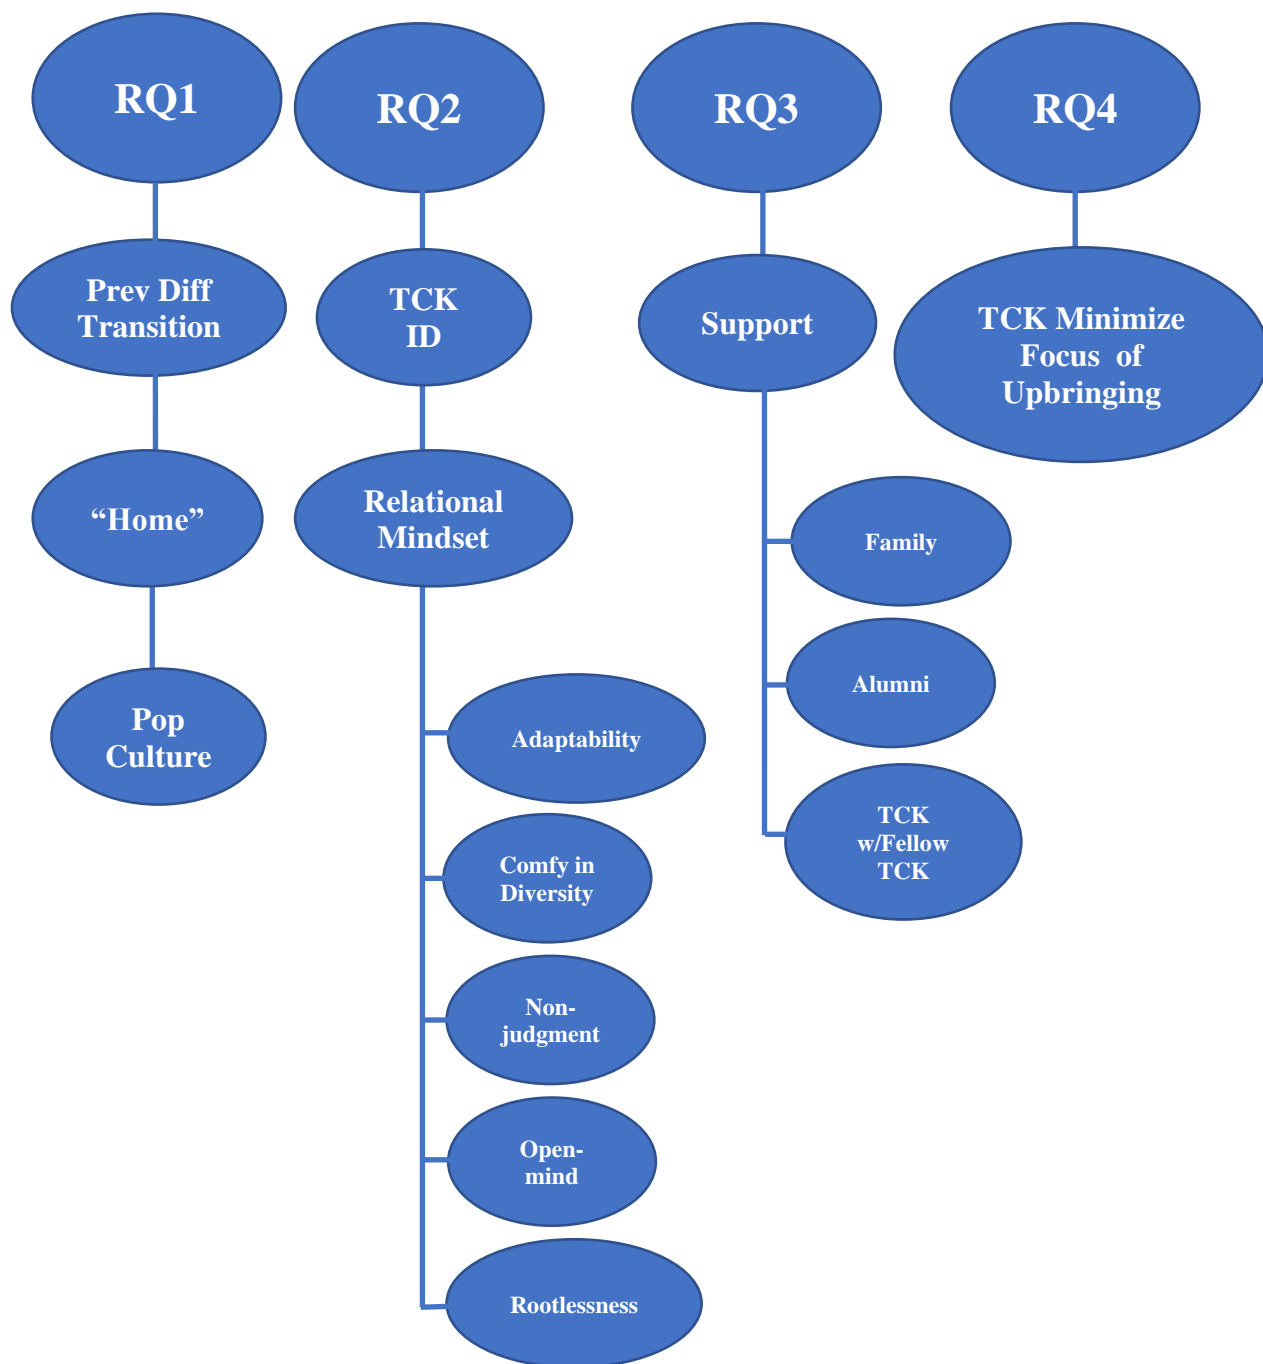 RQ1
Prev Diff
Transition
“Home”
Pop
Culture
RQ2
TCK
ID
Relational
Mindset
Adaptability
Comfy in
Diversity
Non-
judgment
Open-
mind
Rootlessness
RQ3
Support
Family
Alumni
TCK
w/Fellow
TCK
RQ4
TCK Minimize
Focus of
Upbringing